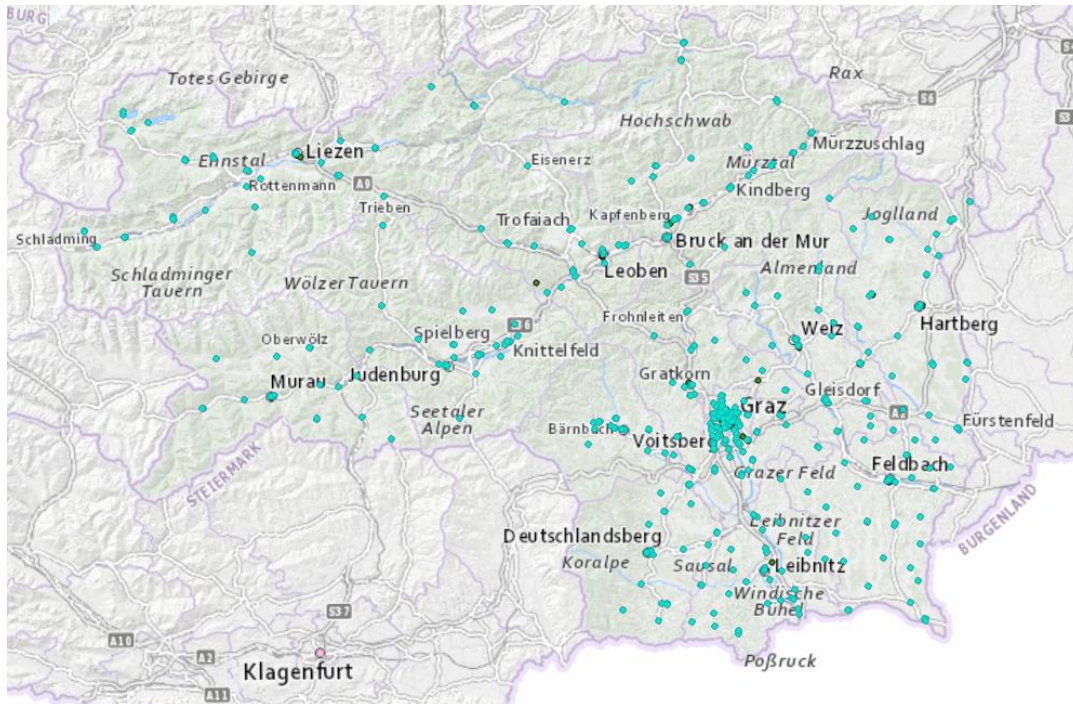 BURG
Totes Gebirge
Rax
S6
S4
S3
Hochschwab
Mürzzuschlag
Ennstal
Liezen
Eisenerz
Mürztal
Rottenmann
A9
Kindberg
Trieben
Trofaiach
Kapfenberg
Joglland
Schladming
Bruck an der Mur
Leoben
Schladminger
Tauern
Wölzer Tauern
S35
Almenland
Frohnleiten
Spielberg
S36
Weiz
Hartberg
Oberwölz
Knittelfeld
Gratkorn
Murau
Judenburg
Gleisdorf
Graz
A2
Seetaler
Alpen
Bärnbach
Voitsberg
Fürstenfeld
Grazer Feld
Feldbach
STEIERMARK
BURGENLAND
Deutschlandsberg
Leibnitzer
Feld
Koralpe
Sausal
Leibnitz
Windische
Bühel
S37
A10
A2
Klagenfurt
Poßruck
A11